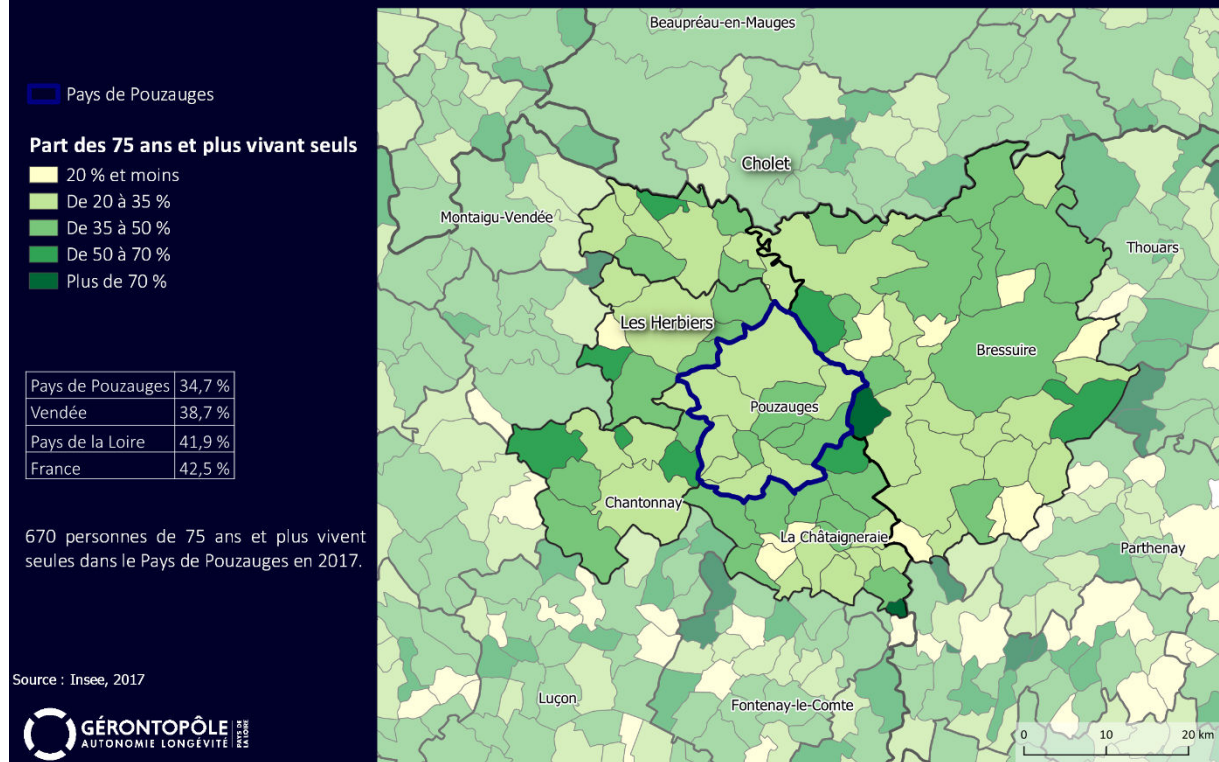 Pays de Pouzauges
Part des 75 ans et plus vivant seuls
20 % et moins
De 20 à 35 %
De 35 à 50 %
De 50 à 70 %
Plus de 70 %
Pays de Pouzauges 34,7 %
Vendée 38,7 %
Pays de la Loire 41,9 %
France 42,5 %
670 personnes de 75 ans et plus vivent
seules dans le Pays de Pouzauges en 2017.
Source : Insee, 2017
GÉRONTOPÔLE
AUTONOMIE LONGÉVITÉ
PAYS DE
LA LOIRE
Beaupréau-en-Mauges
Cholet
Montaigu-Vendée
Thouars
Les Herbiers
Bressuire
Pouzauges
Chantonnay
La Châtaigneraie
Parthenay
Luçon
Fontenay-le-Comte
0 10 20 km